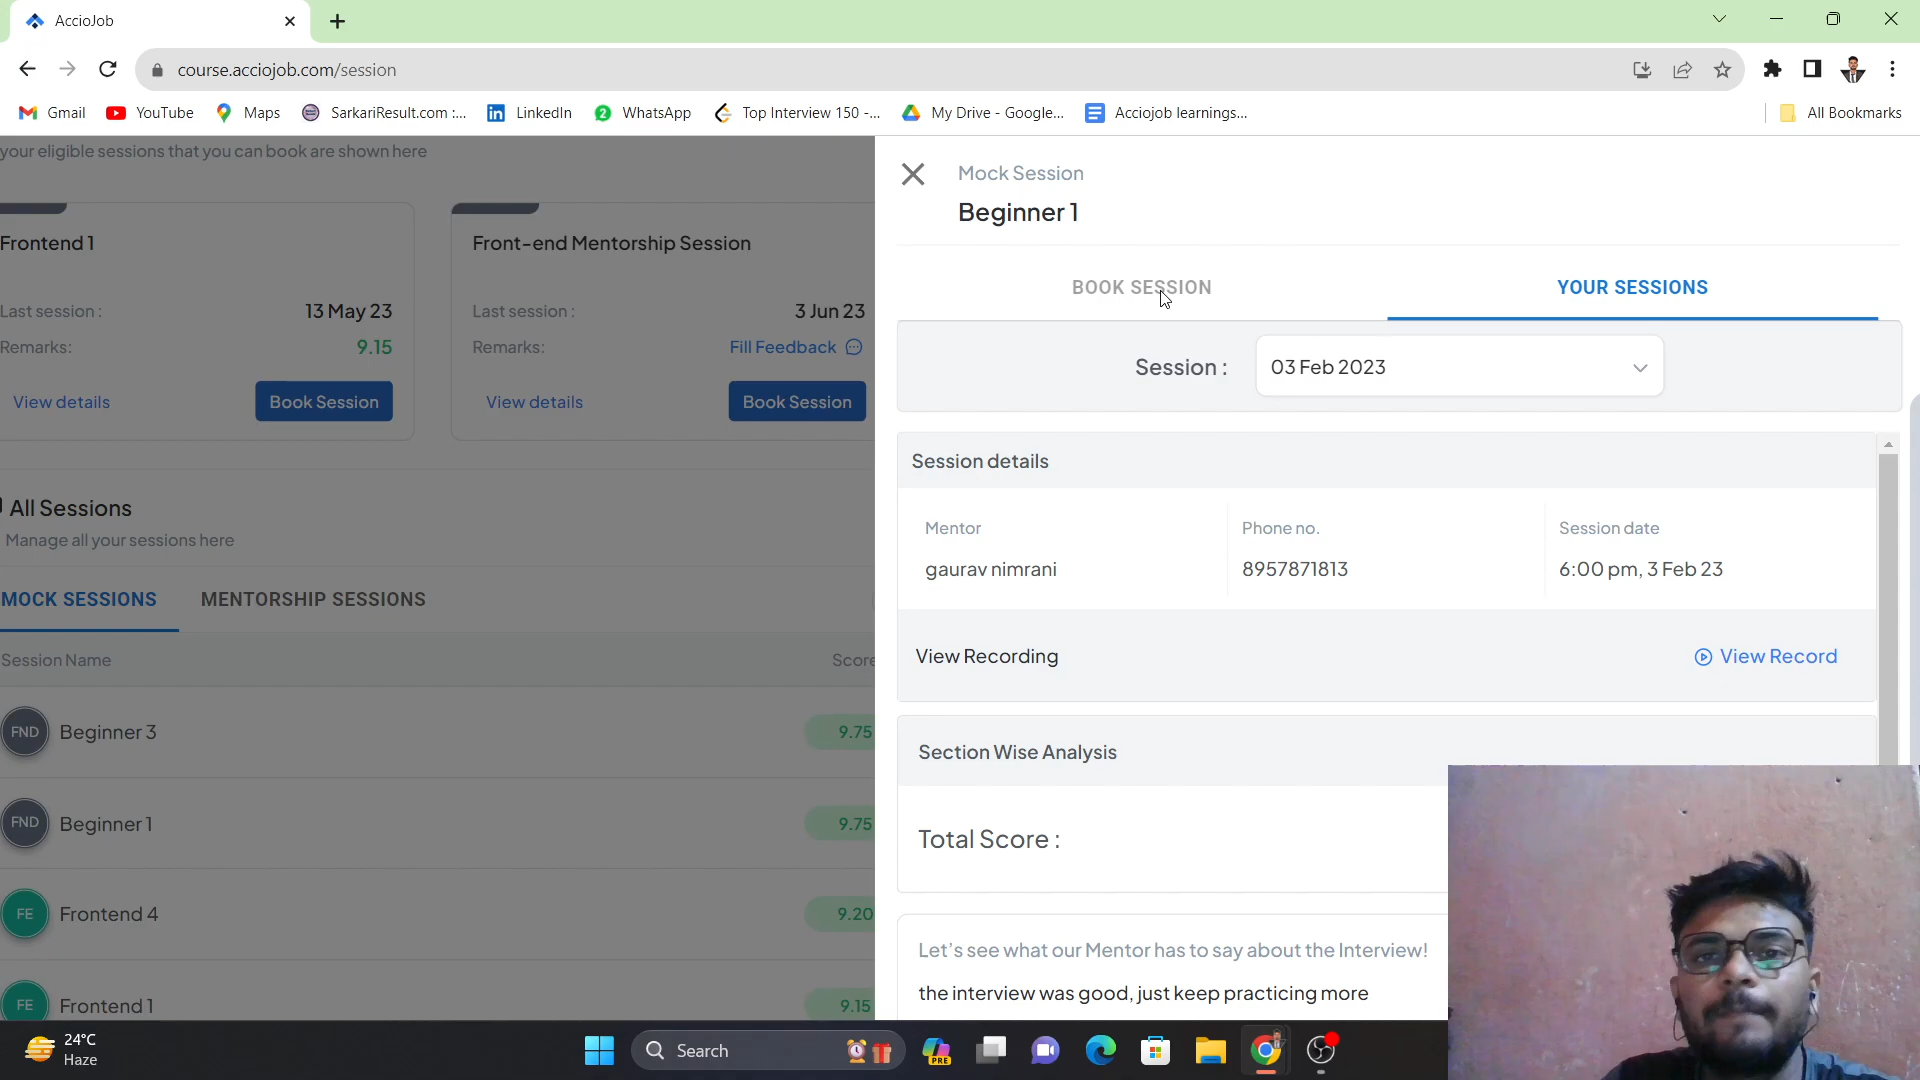 AccioJob
course.acciojob.com/session
Gmail
YouTube
Maps
SarkariResult.com :...
LinkedIn
2
WhatsApp
Top Interview 150 -...
My Drive - Google...
Acciojob learnings...
All Bookmarks
your eligible sessions that you can book are shown here
Frontend 1
Last session :
13 May 23
Remarks:
9.15
View details
Book Session
Front-end Mentorship Session
Last session :
3 Jun 23
Remarks:
Fill Feedback
View details
Book Session
All Sessions
Manage all your sessions here
MOCK SESSIONS
MENTORSHIP SESSIONS
Session Name
Score
FND
Beginner 3
9.75
FND
Beginner 1
9.75
FE
Frontend 4
9.20
FE
Frontend 1
9.15
Mock Session
Beginner 1
BOOK SESSION
YOUR SESSIONS
Session :
03 Feb 2023
Session details
Mentor
Phone no.
Session date
gaurav nimrani
8957871813
6:00 pm, 3 Feb 23
View Recording
View Record
Section Wise Analysis
Total Score :
Let's see what our Mentor has to say about the Interview!
the interview was good, just keep practicing more
24°C
Haze
Search
PRE